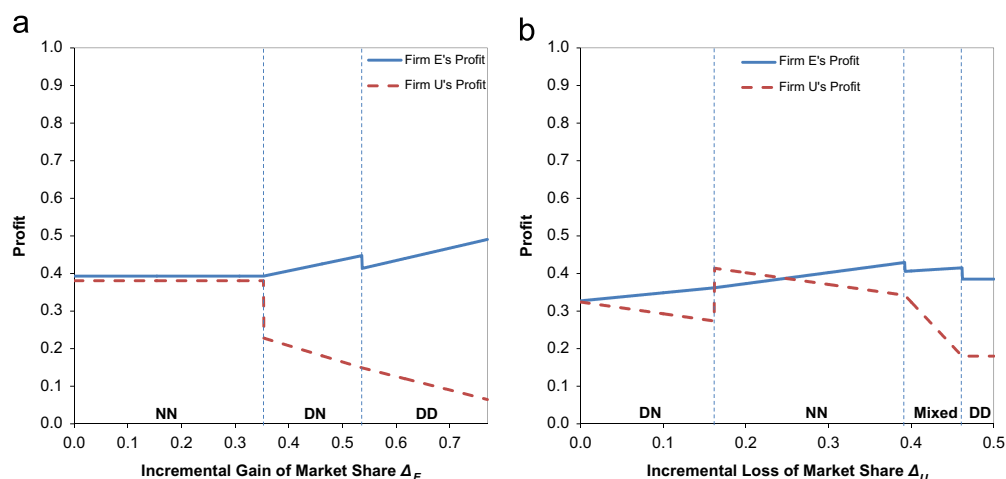 a
1.0
0.9
0.8
0.7
0.6
0.5
0.4
0.3
0.2
0.1
0.0
Profit
Firm E's Profit
Firm U's Profit
NN DN DD
0.0 0.1 0.2 0.3 0.4 0.5 0.6 0.7
Incremental Gain of Market Share Δ_E
b
1.0
0.9
0.8
0.7
0.6
0.5
0.4
0.3
0.2
0.1
0.0
Profit
Firm E's Profit
Firm U's Profit
DN NN Mixed DD
0.0 0.1 0.2 0.3 0.4 0.5
Incremental Loss of Market Share Δ_U